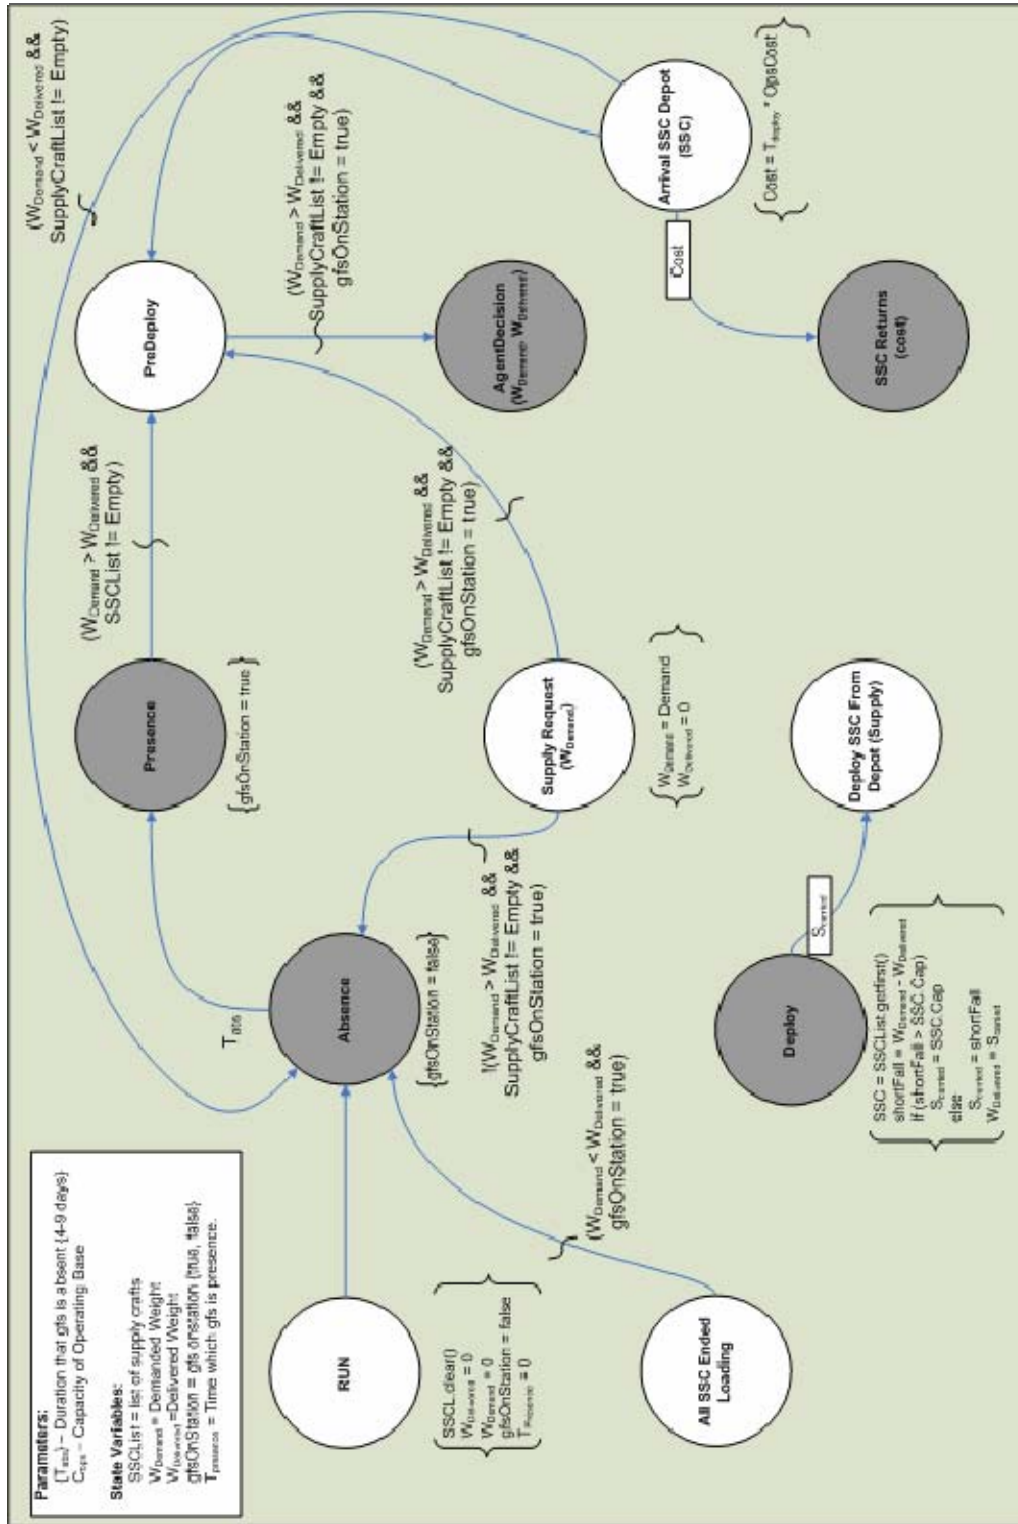 Parameters:
{Tabs} – Duration that gfs is absent {4-9 days}
Cops – Capacity of Operating Base
State Variables:
SSCList = list of supply crafts
WDemand = Demanded Weight
WDelivered =Delivered Weight
gfsOnStation = gfs onstation {true, false}
Tpresence = Time which gfs is presence.
RUN
SSCL.clear()
WDelivered = 0
WDemand = 0
gfsOnStation = false
TPresence = 0
All SSC Ended
Loading
(WDemand < WDelivered &&
gfsOnStation = true)
Tabs
Absence
{gfsOnStation = false}
!(WDemand > WDelivered &&
SupplyCraftList != Empty &&
gfsOnStation = true)
Deploy
SSC = SSCList.getfirst()
shortFall = WDemand - WDelivered
if (shortFall > SSC.Cap)
Scarried = SSC.Cap
else
Scarried = shortFall
WDelivered = Scarried
Scarried
Presence
{gfsOnStation = true}
Supply Request
(WDemand)
WDemand = Demand
WDelivered = 0
Deploy SSC From
Depot (Supply)
(WDemand > WDelivered &&
SSCList != Empty)
(WDemand > WDelivered &&
SupplyCraftList != Empty &&
gfsOnStation = true)
PreDeploy
AgentDecision
(WDemand, WDelivered)
SSC Returns
(cost)
(WDemand > WDelivered &&
SupplyCraftList != Empty &&
gfsOnStation = true)
Cost
(WDemand < WDelivered &&
SupplyCraftList != Empty)
Arrival SSC Depot
(SSC)
Cost = Tdeploy * OpsCost